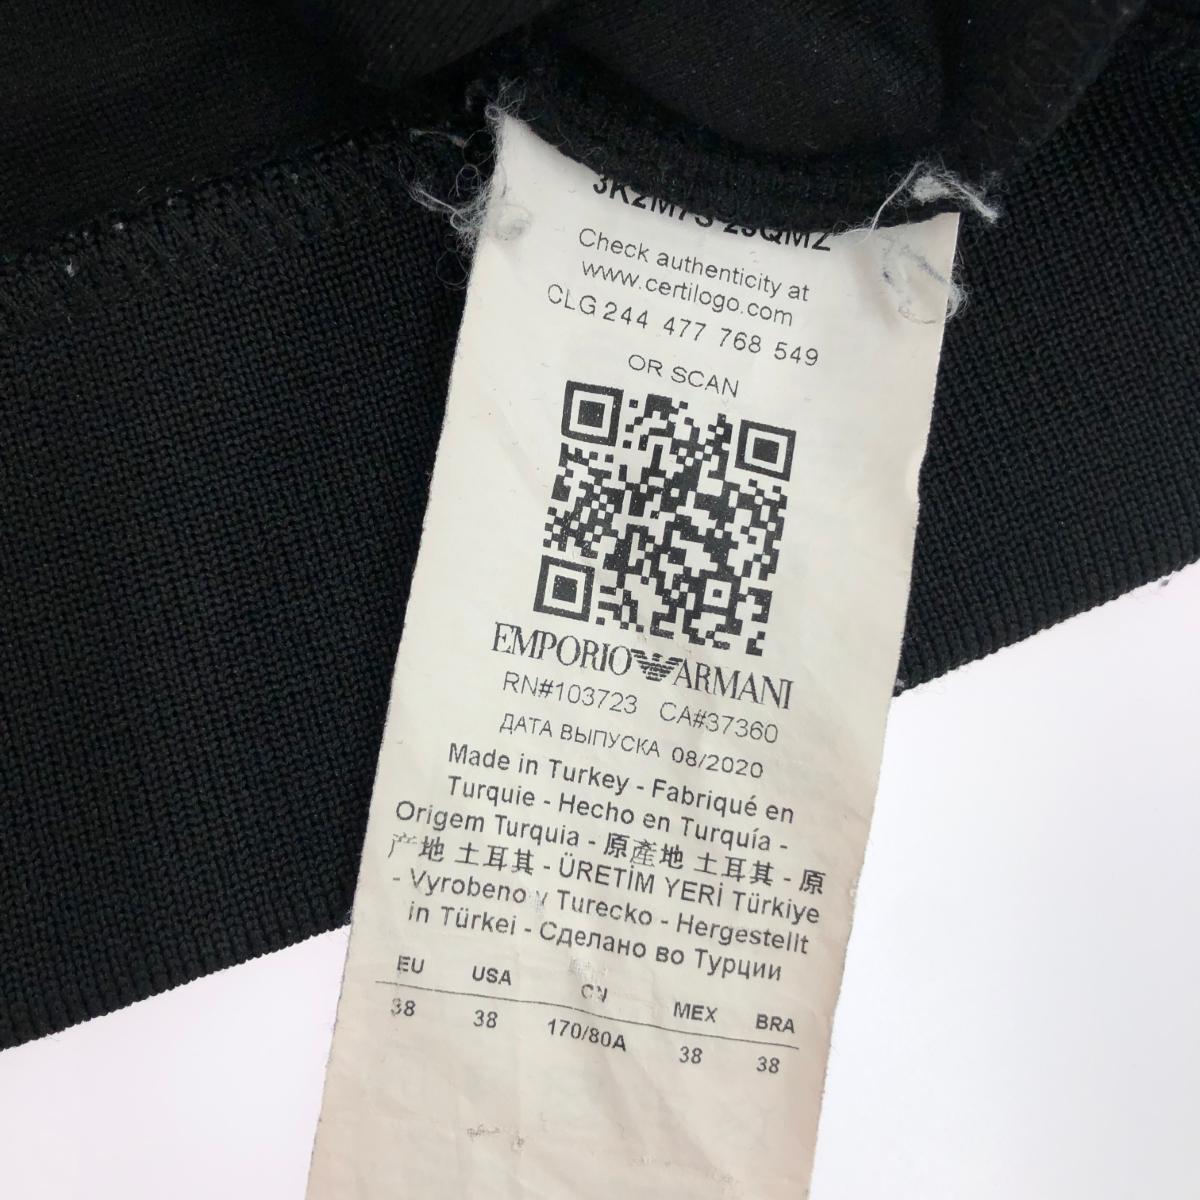 Check authenticity at
www.certilogo.com
CLG 244 477 768 549
OR SCAN
EMPORIO ARMANI
RN#103723 CA#37360
ДАТА ВЫПУСКА 08/2020
Made in Turkey - Fabriqué en
Turquie - Hecho en Turquía -
Origem Turquia - 原產地 土耳其 - 原
产地 土耳其 - ÜRETİM YERİ Türkiye
- Vyrobeno v Turecko - Hergestellt
in Türkei - Сделано во Турции
EU USA CN MEX BRA
38 38 170/80A 38 38